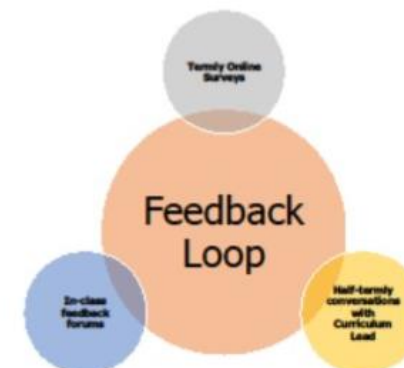 Termly Online
Surveys
Feedback
Loop
In-class
feedback
forums
Half-termly
conversations
with
Curriculum
Lead